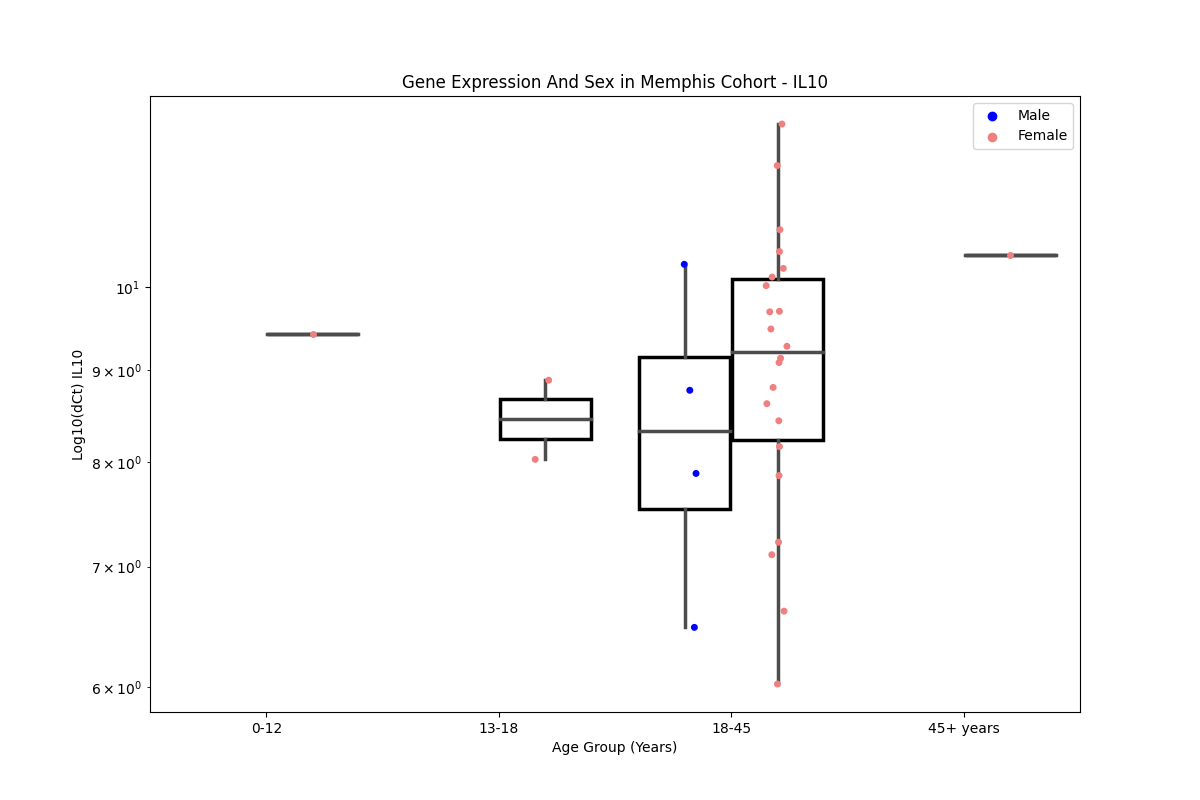 Gene Expression And Sex in Memphis Cohort - IL10
Male
Female
Log10(dCt) IL10
10¹
9 × 10⁰
8 × 10⁰
7 × 10⁰
6 × 10⁰
0-12
13-18
18-45
45+ years
Age Group (Years)